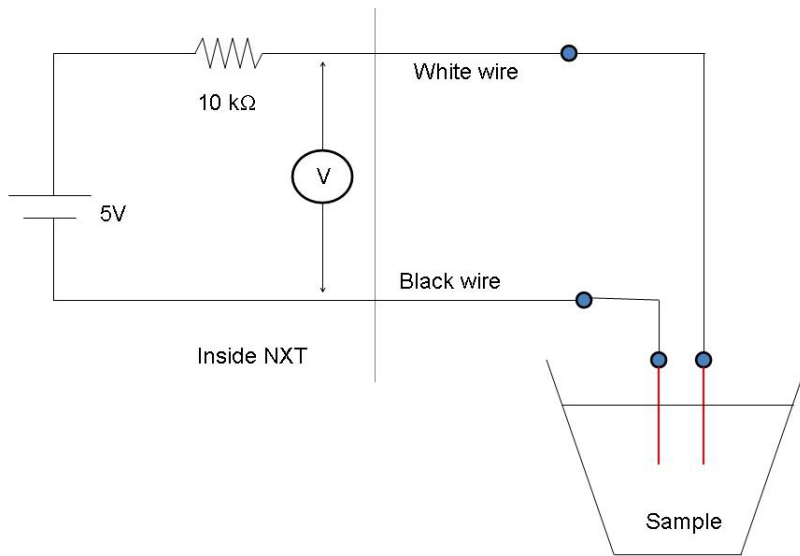 White wire
10 kΩ
V
5V
Black wire
Inside NXT
Sample